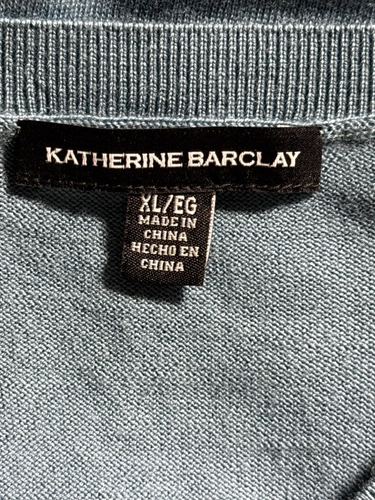 KATHERINE BARCLAY
XL/EG
MADE IN
CHINA
HECHO EN
CHINA